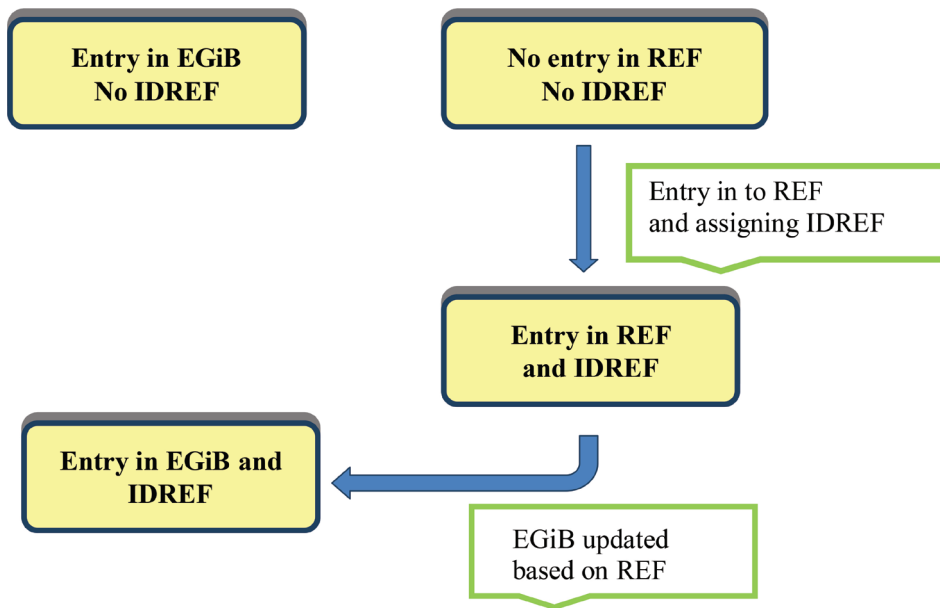 Entry in EGiB
No IDREF
No entry in REF
No IDREF
Entry in to REF
and assigning IDREF
Entry in REF
and IDREF
Entry in EGiB and
IDREF
EGiB updated
based on REF